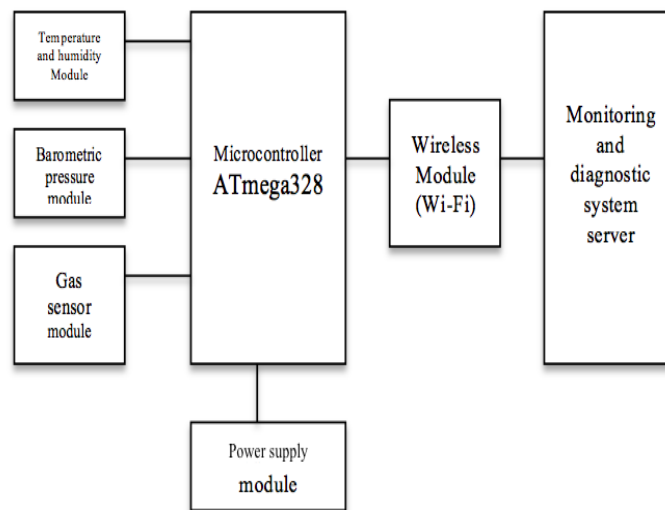 Temperature
and humidity
Module
Barometric
pressure
module
Gas
sensor
module
Microcontroller
ATmega328
Wireless
Module
(Wi-Fi)
Monitoring
and
diagnostic
system
server
Power supply
module